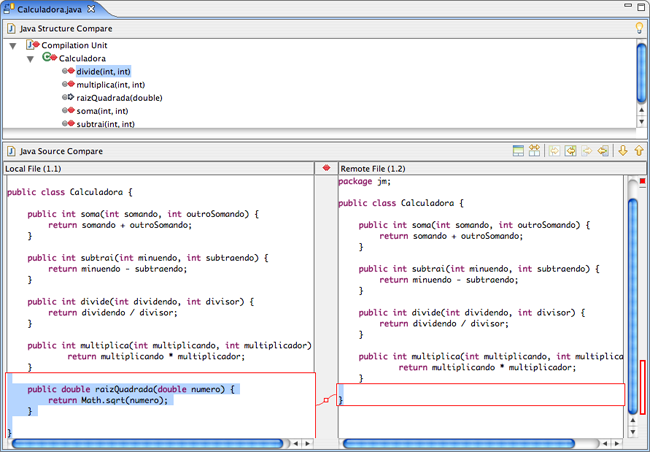 Calculadora.java
Java Structure Compare
Compilation Unit
Calculadora
divide(int, int)
multiplica(int, int)
raizQuadrada(double)
soma(int, int)
subtrai(int, int)
Java Source Compare
Local File (1.1)
public class Calculadora {
public int soma(int somando, int outroSomando) {
return somando + outroSomando;
}
public int subtrai(int minuendo, int subtraendo) {
return minuendo - subtraendo;
}
public int divide(int dividendo, int divisor) {
return dividendo / divisor;
}
public int multiplica(int multiplicando, int multiplicador)
return multiplicando * multiplicador;
}
public double raizQuadrada(double numero) {
return Math.sqrt(numero);
}
}
Remote File (1.2)
package jm;
public class Calculadora {
public int soma(int somando, int outroSomando) {
return somando + outroSomando;
}
public int subtrai(int minuendo, int subtraendo) {
return minuendo - subtraendo;
}
public int divide(int dividendo, int divisor) {
return dividendo / divisor;
}
public int multiplica(int multiplicando, int multiplica
return multiplicando * multiplicador;
}
}